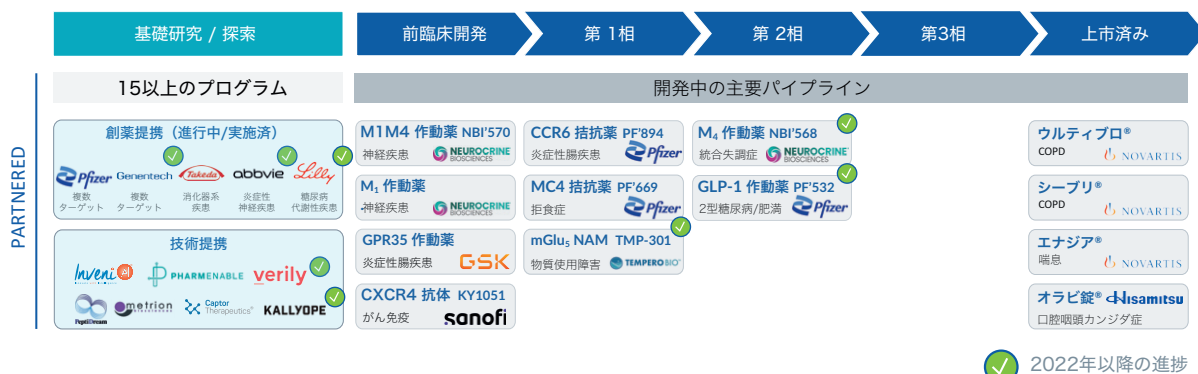 基礎研究 / 探索
前臨床開発
第 1相
第 2相
第3相
上市済み
PARTNERED
15以上のプログラム
開発中の主要パイプライン
創薬提携（進行中/実施済）
Pfizer
複数
ターゲット
Genentech
複数
ターゲット
Takeda
消化器系
疾患
abbvie
炎症性
神経疾患
Lilly
糖尿病
代謝性疾患
技術提携
InveniAI
PHARMENABLE
verily
PeptiDream
metrion
BIOSCIENCES
Captor
Therapeutics®
KALLYOPE
M1M4 作動薬 NBI'570
神経疾患 NEUROCRINE
BIOSCIENCES
M₁ 作動薬
神経疾患 NEUROCRINE
BIOSCIENCES
GPR35 作動薬
炎症性腸疾患 GSK
CXCR4 抗体 KY1051
がん免疫 sanofi
CCR6 拮抗薬 PF'894
炎症性腸疾患 Pfizer
MC4 拮抗薬 PF'669
拒食症 Pfizer
mGlu₅ NAM TMP-301
物質使用障害 TEMPERO BIO
M₄ 作動薬 NBI'568
統合失調症 NEUROCRINE
BIOSCIENCES
GLP-1 作動薬 PF'532
2型糖尿病/肥満 Pfizer
ウルティブロ®
COPD NOVARTIS
シーブリ®
COPD NOVARTIS
エナジア®
喘息 NOVARTIS
オラビ錠® Hisamitsu
口腔咽頭カンジダ症
2022年以降の進捗